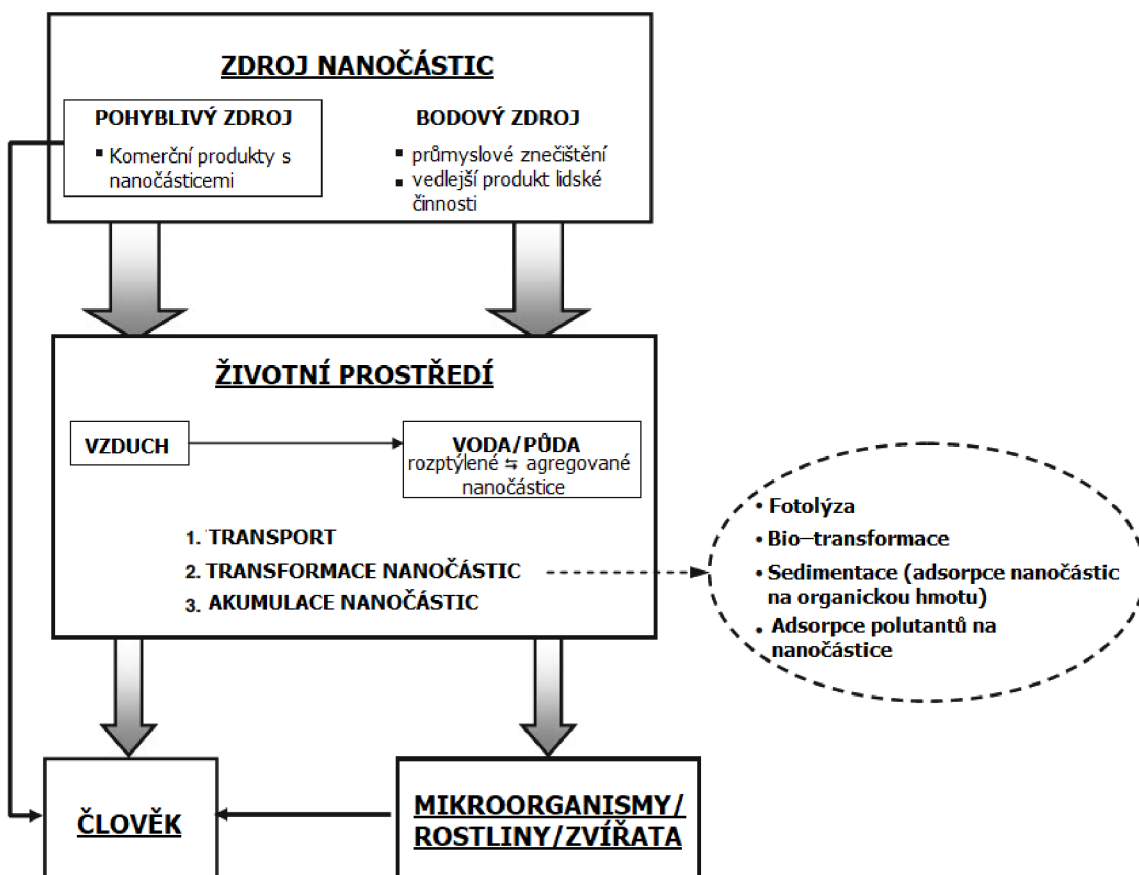 ZDROJ NANOČÁSTIC
POHYBLIVÝ ZDROJ
▪ Komerční produkty s
nanočásticemi
BODOVÝ ZDROJ
▪ průmyslové znečištění
▪ vedlejší produkt lidské
činnosti
ŽIVOTNÍ PROSTŘEDÍ
VZDUCH
VODA/PŮDA
rozptýlené ⇆ agregované
nanočástice
1. TRANSPORT
2. TRANSFORMACE NANOČÁSTIC
3. AKUMULACE NANOČÁSTIC
• Fotolýza
• Bio–transformace
• Sedimentace (adsorpce nanočástic
na organickou hmotu)
• Adsorpce polutantů na
nanočástice
ČLOVĚK
MIKROORGANISMY/
ROSTLINY/ZVÍŘATA